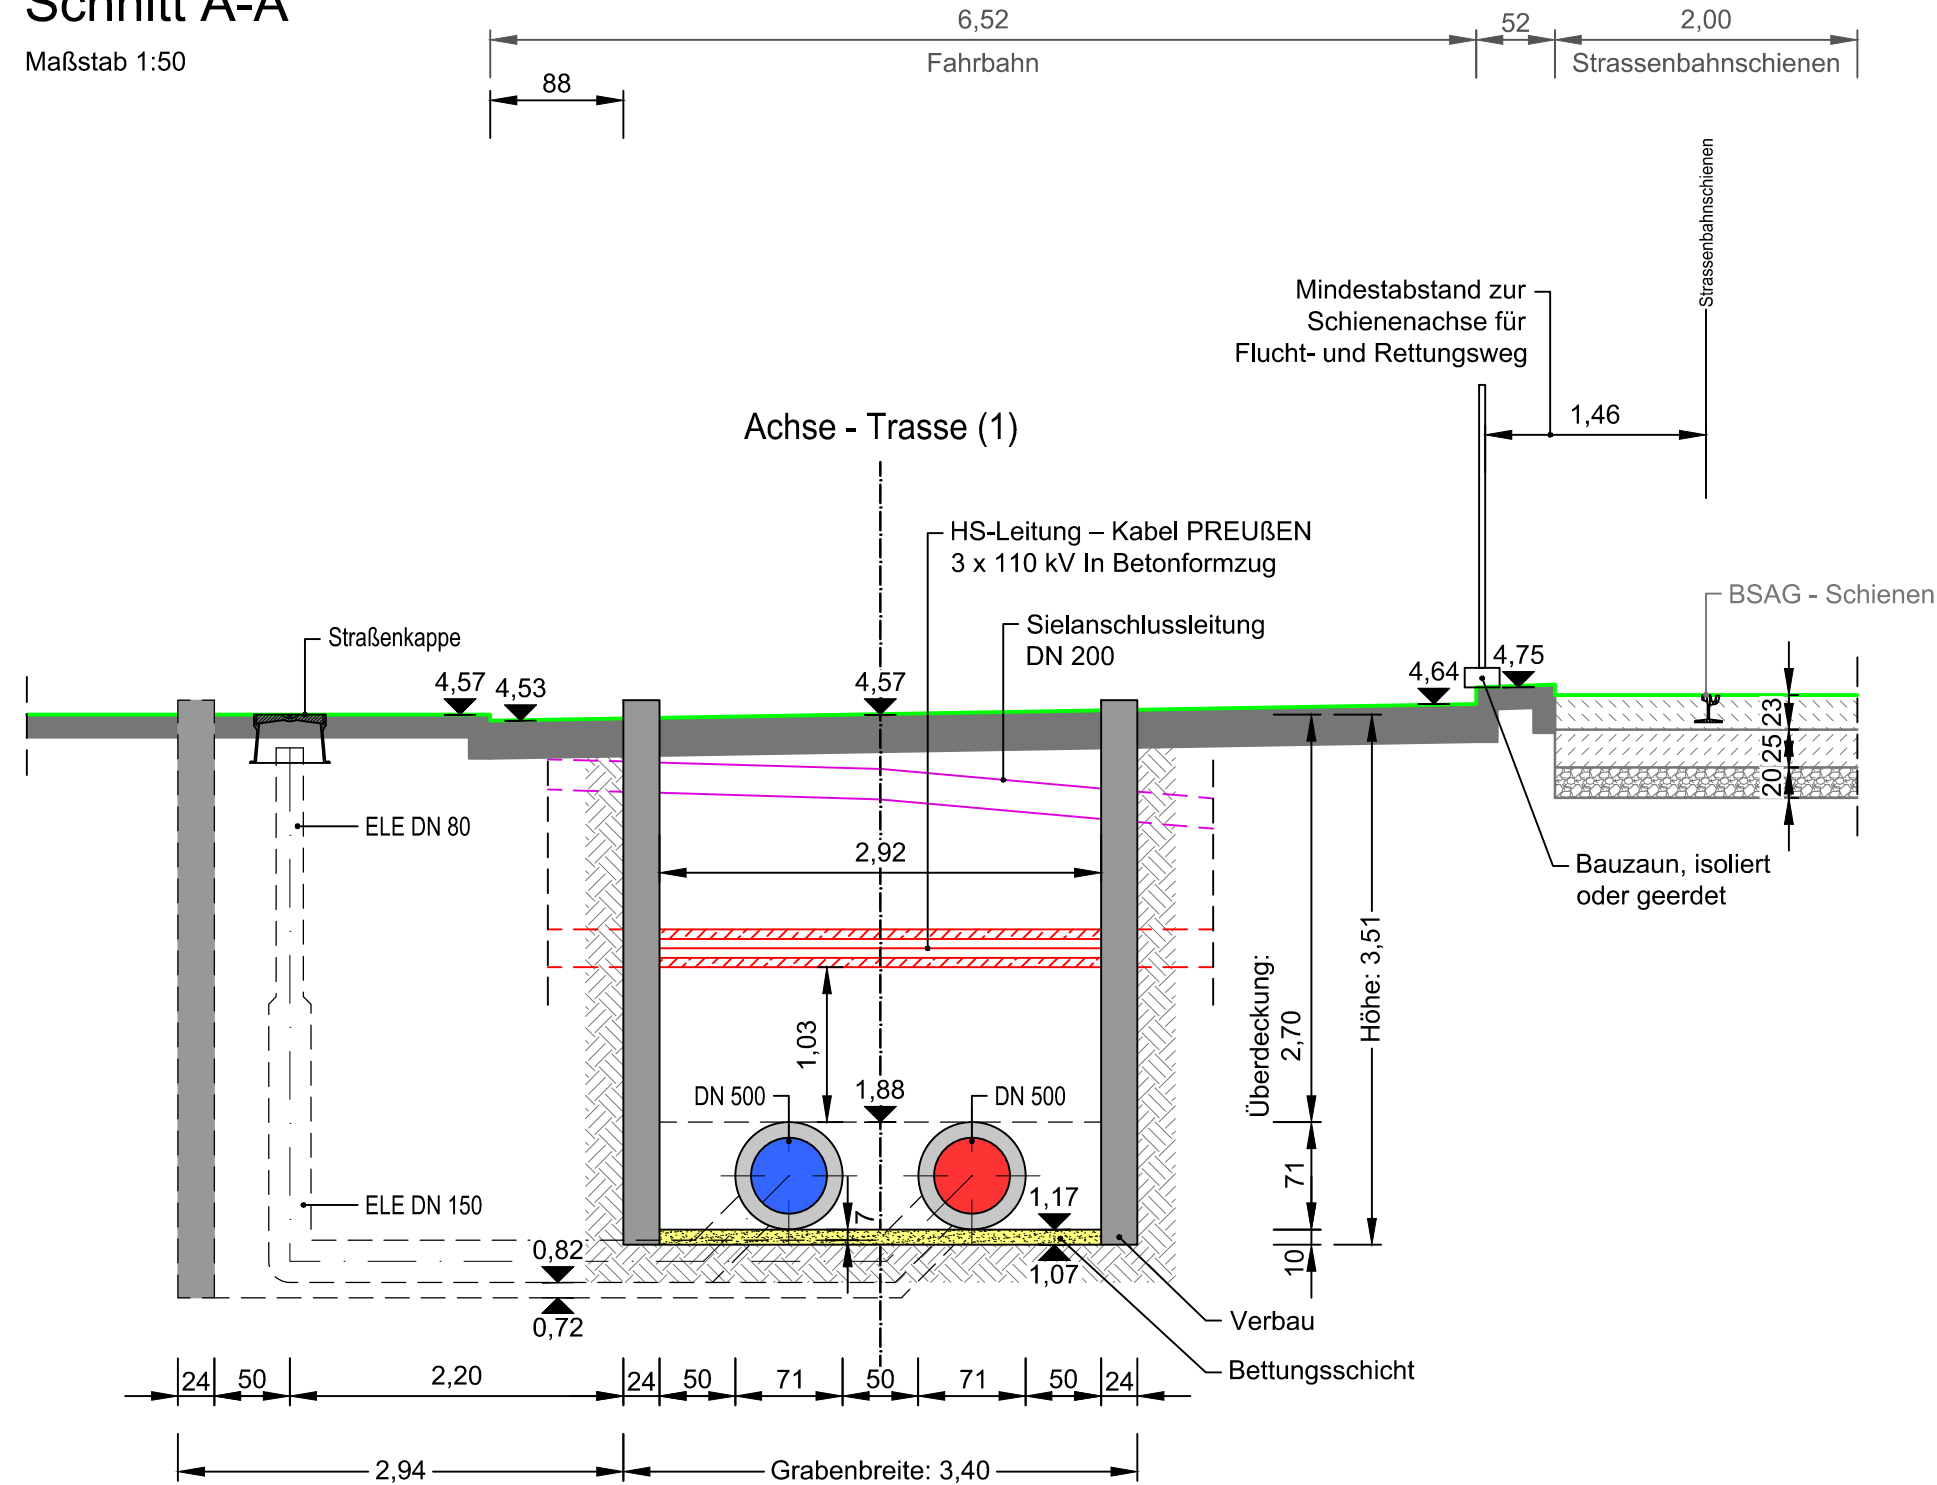 Schnitt A-A
Maßstab 1:50
6,52
52
2,00
Fahrbahn
Strassenbahnschienen
88
Strassenbahnschienen
Mindestabstand zur
Schienenachse für
Flucht- und Rettungsweg
1,46
Achse - Trasse (1)
HS-Leitung – Kabel PREUßEN
3 x 110 kV In Betonformzug
BSAG - Schienen
Sielanschlussleitung
DN 200
Straßenkappe
4,57
4,53
4,57
4,64
4,75
23
25
20
ELE DN 80
2,92
Bauzaun, isoliert
oder geerdet
1,03
Überdeckung:
2,70
Höhe: 3,51
DN 500
1,88
DN 500
71
ELE DN 150
7
1,17
0,82
1,07
10
0,72
Verbau
Bettungsschicht
24
50
2,20
24
50
71
50
71
50
24
2,94
Grabenbreite: 3,40